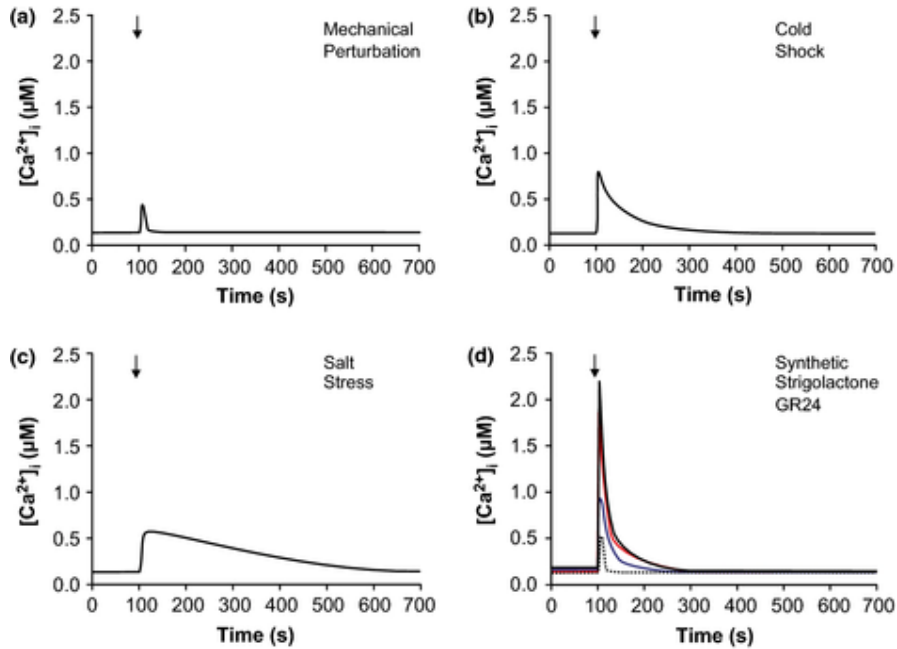 (a)
Mechanical
Perturbation
2.5
2.0
1.5
1.0
0.5
0.0
[Ca²⁺]ᵢ (µM)
0 100 200 300 400 500 600 700
Time (s)
(b)
Cold
Shock
2.5
2.0
1.5
1.0
0.5
0.0
[Ca²⁺]ᵢ (µM)
0 100 200 300 400 500 600 700
Time (s)
(c)
Salt
Stress
2.5
2.0
1.5
1.0
0.5
0.0
[Ca²⁺]ᵢ (µM)
0 100 200 300 400 500 600 700
Time (s)
(d)
Synthetic
Strigolactone
GR24
2.5
2.0
1.5
1.0
0.5
0.0
[Ca²⁺]ᵢ (µM)
0 100 200 300 400 500 600 700
Time (s)